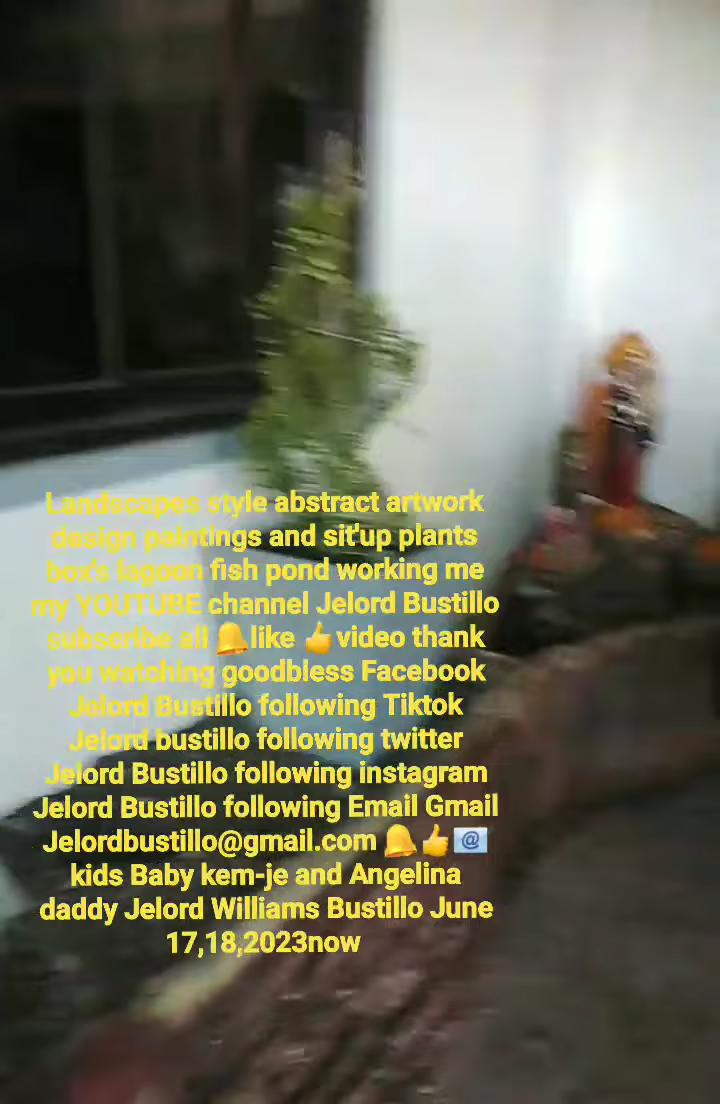 Landscapes style abstract artwork
design paintings and sit'up plants
box's lagoon fish pond working me
my YOUTUBE channel Jelord Bustillo
subscribe all 🔔like 👍video thank
you watching goodbless Facebook
Jelord Bustillo following Tiktok
Jelord bustillo following twitter
Jelord Bustillo following instagram
Jelord Bustillo following Email Gmail
Jelordbustillo@gmail.com 🔔👍📧
kids Baby kem-je and Angelina
daddy Jelord Williams Bustillo June
17,18,2023now